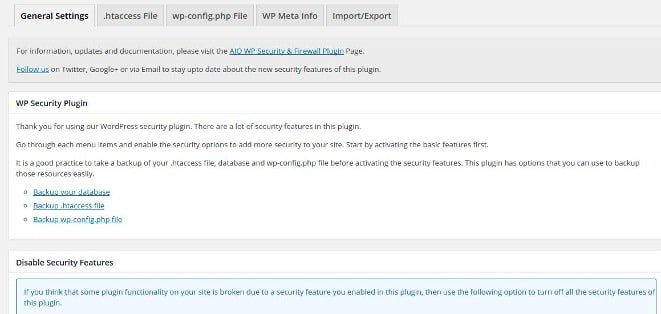 General Settings
.htaccess File
wp-config.php File
WP Meta Info
Import/Export
For information, updates and documentation, please visit the AIO WP Security & Firewall Plugin Page.
Follow us on Twitter, Google+ or via Email to stay upto date about the new security features of this plugin.
WP Security Plugin
Thank you for using our WordPress security plugin. There are a lot of security features in this plugin.
Go through each menu items and enable the security options to add more security to your site. Start by activating the basic features first.
It is a good practice to take a backup of your .htaccess file, database and wp-config.php file before activating the security features. This plugin has options that you can use to backup
those resources easily.
Backup your database
Backup .htaccess file
Backup wp-config.php file
Disable Security Features
If you think that some plugin functionality on your site is broken due to a security feature you enabled in this plugin, then use the following option to turn off all the security features of
this plugin.